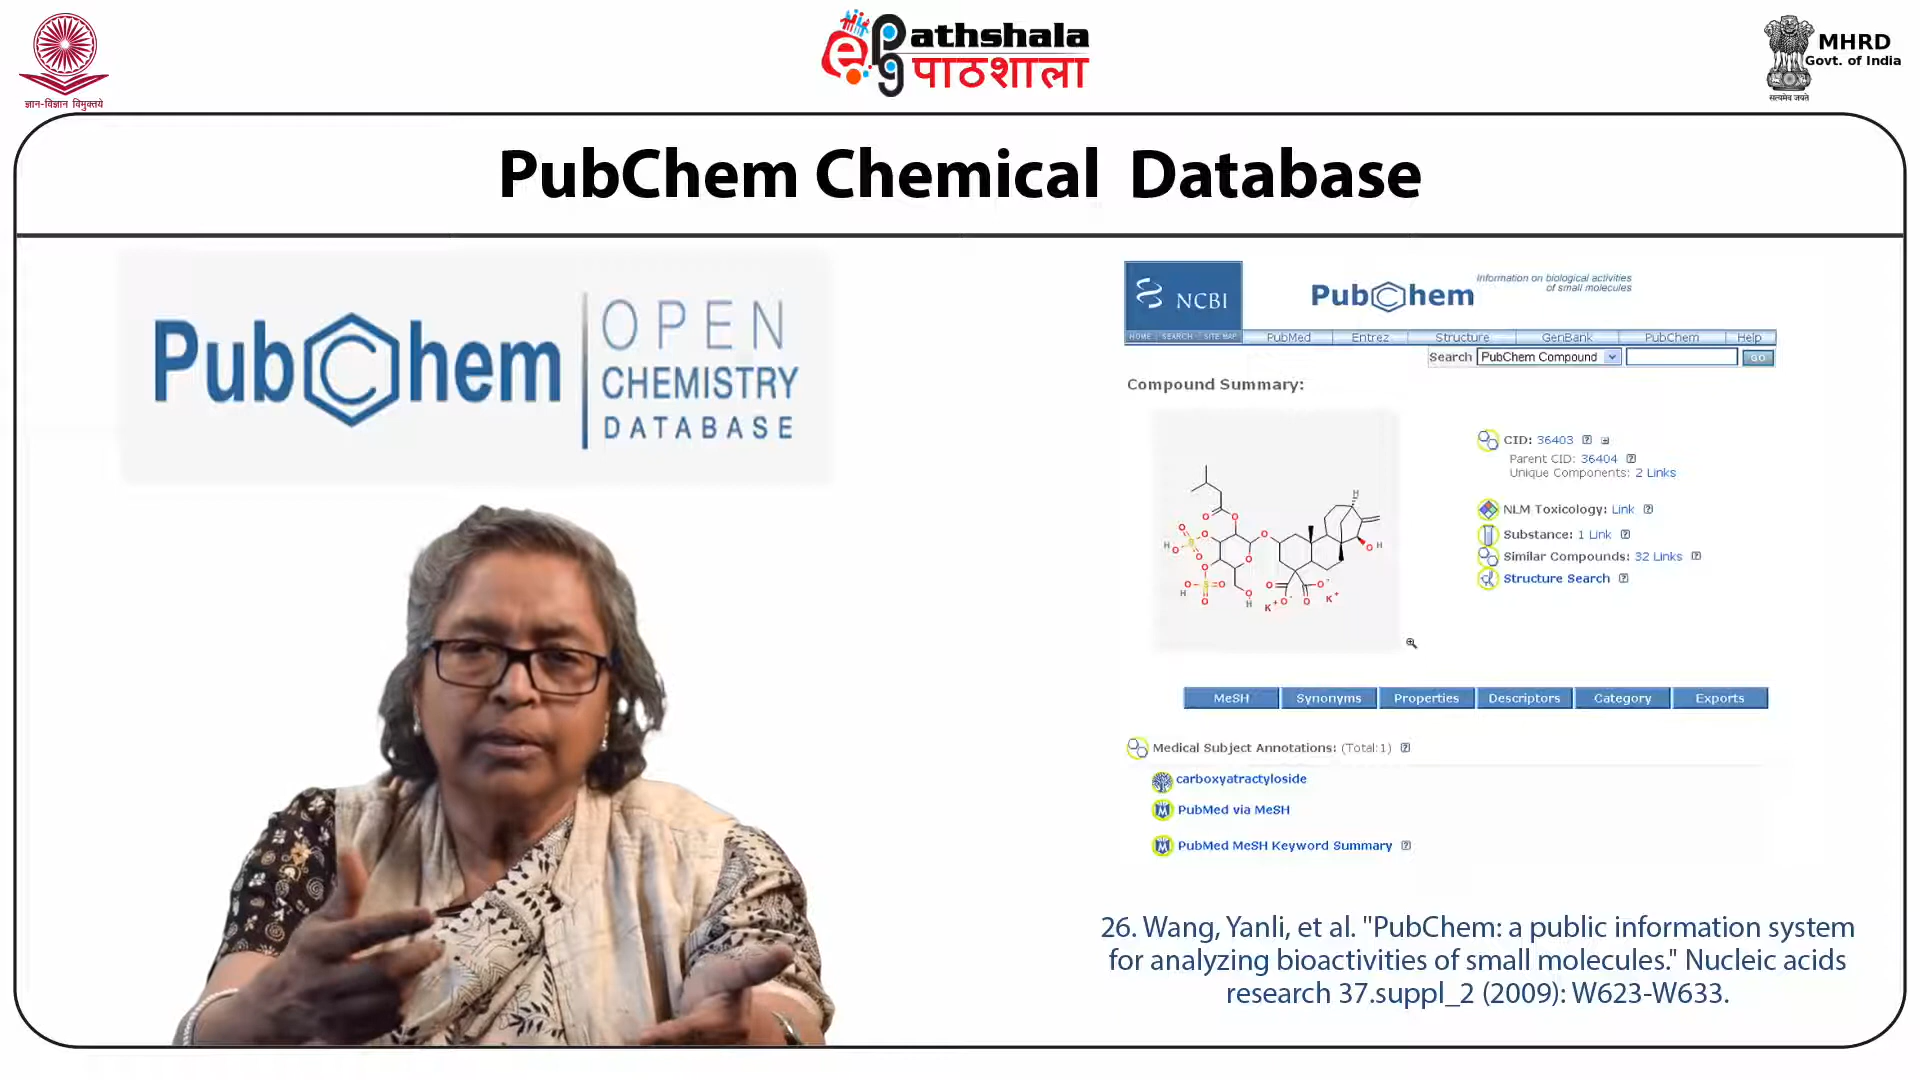 ज्ञान-विज्ञान विमुक्तये
ePathshala
पाठशाला
MHRD
Govt. of India
सत्यमेव जयते
PubChem Chemical Database
PubChem
OPEN
CHEMISTRY
DATABASE
NCBI
PubChem
Information on biological activities
of small molecules
HOME SEARCH SITE MAP PubMed Entrez Structure GenBank PubChem Help
Search PubChem Compound GO
Compound Summary:
CID: 36403
Parent CID: 36404
Unique Components: 2 Links
NLM Toxicology: Link
Substance: 1 Link
Similar Compounds: 32 Links
Structure Search
MeSH Synonyms Properties Descriptors Category Exports
Medical Subject Annotations: (Total:1)
carboxyatractyloside
PubMed via MeSH
PubMed MeSH Keyword Summary
26. Wang, Yanli, et al. "PubChem: a public information system
for analyzing bioactivities of small molecules." Nucleic acids
research 37.suppl_2 (2009): W623-W633.